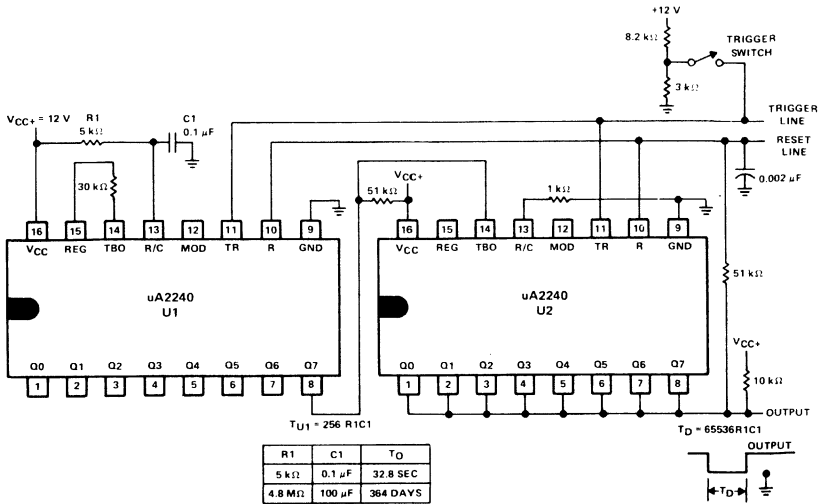 +12 V
8.2 kΩ
TRIGGER
SWITCH
3 kΩ
TRIGGER
LINE
RESET
LINE
VCC+ = 12 V
R1
5 kΩ
C1
0.1 μF
30 kΩ
VCC+
51 kΩ
1 kΩ
0.002 μF
16 15 14 13 12 11 10 9
VCC REG TBO R/C MOD TR R GND
uA2240
U1
Q0 Q1 Q2 Q3 Q4 Q5 Q6 Q7
1 2 3 4 5 6 7 8
16 15 14 13 12 11 10 9
VCC REG TBO R/C MOD TR R GND
uA2240
U2
Q0 Q1 Q2 Q3 Q4 Q5 Q6 Q7
1 2 3 4 5 6 7 8
51 kΩ
VCC+
10 kΩ
OUTPUT
TU1 = 256 R1C1
TD = 65536R1C1
OUTPUT
TD
R1 C1 TO
5 kΩ 0.1 μF 32.8 SEC
4.8 MΩ 100 μF 364 DAYS